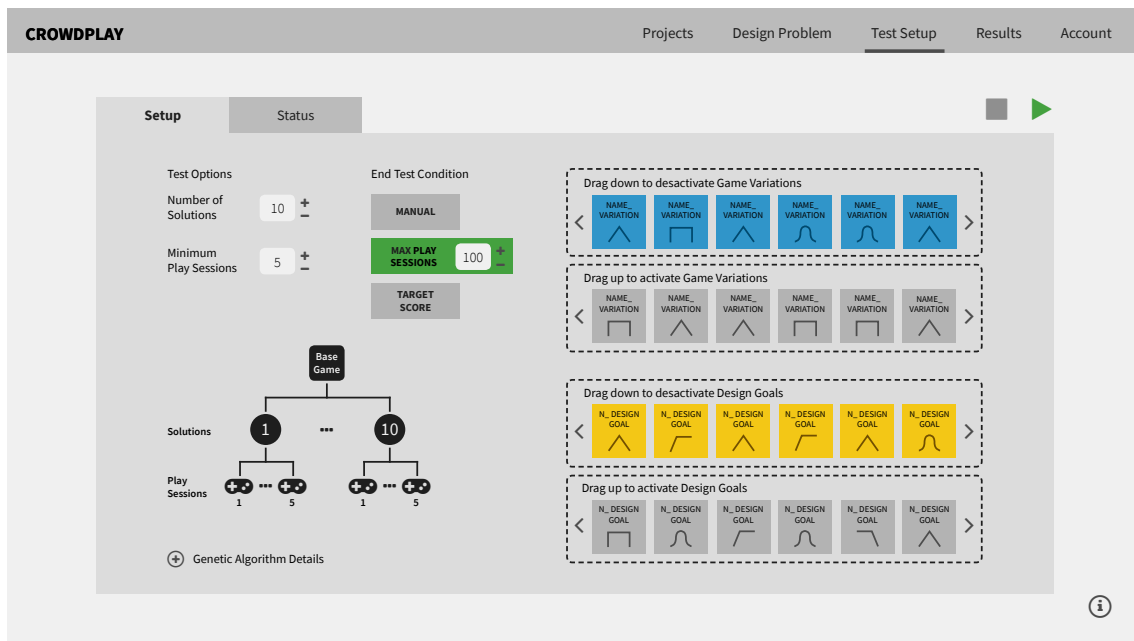 CROWDPLAY
Projects
Design Problem
Test Setup
Results
Account
Setup
Status
Test Options
Number of
Solutions
10
Minimum
Play Sessions
5
End Test Condition
MANUAL
MAX PLAY
SESSIONS
100
TARGET
SCORE
Base
Game
Solutions
1
10
Play
Sessions
1
5
1
5
Genetic Algorithm Details
Drag down to desactivate Game Variations
NAME_
VARIATION
NAME_
VARIATION
NAME_
VARIATION
NAME_
VARIATION
NAME_
VARIATION
NAME_
VARIATION
Drag up to activate Game Variations
NAME_
VARIATION
NAME_
VARIATION
NAME_
VARIATION
NAME_
VARIATION
NAME_
VARIATION
NAME_
VARIATION
Drag down to desactivate Design Goals
N_ DESIGN
GOAL
N_ DESIGN
GOAL
N_ DESIGN
GOAL
N_ DESIGN
GOAL
N_ DESIGN
GOAL
N_ DESIGN
GOAL
Drag up to activate Design Goals
N_ DESIGN
GOAL
N_ DESIGN
GOAL
N_ DESIGN
GOAL
N_ DESIGN
GOAL
N_ DESIGN
GOAL
N_ DESIGN
GOAL